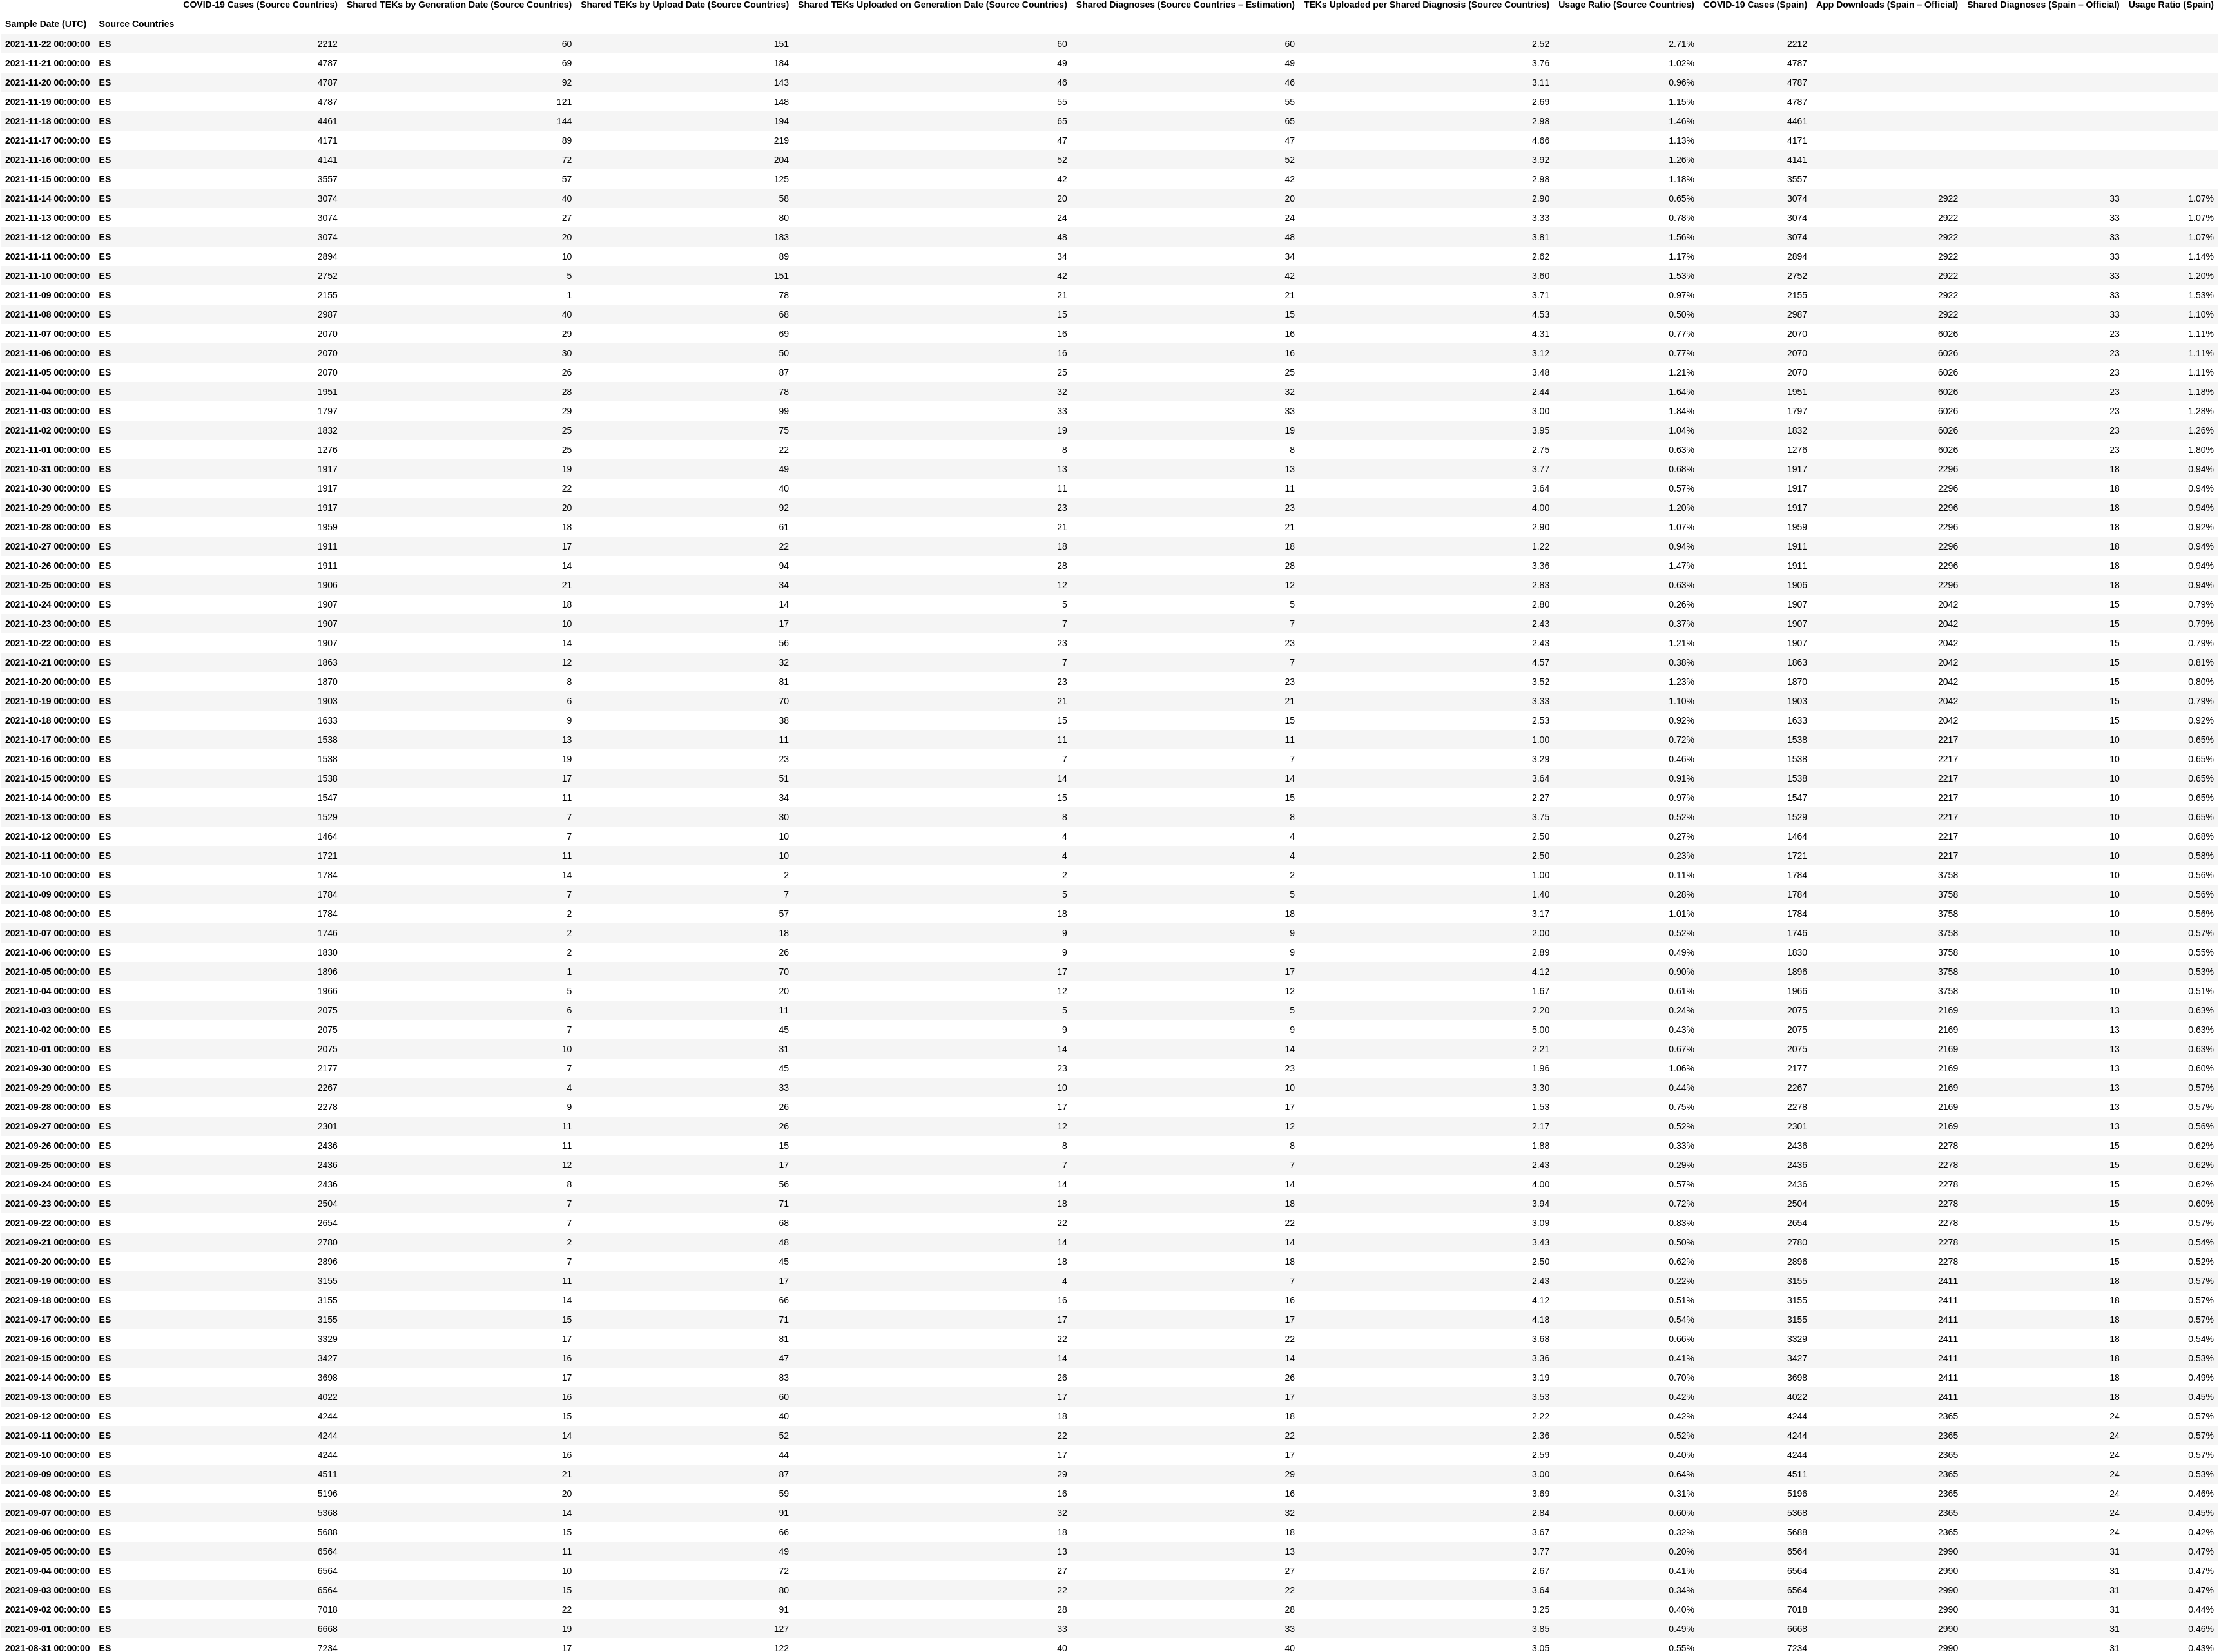 COVID-19 Cases (Source Countries) Shared TEKs by Generation Date (Source Countries) Shared TEKs by Upload Date (Source Countries) Shared TEKs Uploaded on Generation Date (Source Countries) Shared Diagnoses (Source Countries – Estimation) TEKs Uploaded per Shared Diagnosis (Source Countries) Usage Ratio (Source Countries) COVID-19 Cases (Spain) App Downloads (Spain – Official) Shared Diagnoses (Spain – Official) Usage Ratio (Spain)
Sample Date (UTC) Source Countries
2021-11-22 00:00:00 ES 2212 60 151 60 60 2.52 2.71% 2212
2021-11-21 00:00:00 ES 4787 69 184 49 49 3.76 1.02% 4787
2021-11-20 00:00:00 ES 4787 92 143 46 46 3.11 0.96% 4787
2021-11-19 00:00:00 ES 4787 121 148 55 55 2.69 1.15% 4787
2021-11-18 00:00:00 ES 4461 144 194 65 65 2.98 1.46% 4461
2021-11-17 00:00:00 ES 4171 89 219 47 47 4.66 1.13% 4171
2021-11-16 00:00:00 ES 4141 72 204 52 52 3.92 1.26% 4141
2021-11-15 00:00:00 ES 3557 57 125 42 42 2.98 1.18% 3557
2021-11-14 00:00:00 ES 3074 40 58 20 20 2.90 0.65% 3074 2922 33 1.07%
2021-11-13 00:00:00 ES 3074 27 80 24 24 3.33 0.78% 3074 2922 33 1.07%
2021-11-12 00:00:00 ES 3074 20 183 48 48 3.81 1.56% 3074 2922 33 1.07%
2021-11-11 00:00:00 ES 2894 10 89 34 34 2.62 1.17% 2894 2922 33 1.14%
2021-11-10 00:00:00 ES 2752 5 151 42 42 3.60 1.53% 2752 2922 33 1.20%
2021-11-09 00:00:00 ES 2155 1 78 21 21 3.71 0.97% 2155 2922 33 1.53%
2021-11-08 00:00:00 ES 2987 40 68 15 15 4.53 0.50% 2987 2922 33 1.10%
2021-11-07 00:00:00 ES 2070 29 69 16 16 4.31 0.77% 2070 6026 23 1.11%
2021-11-06 00:00:00 ES 2070 30 50 16 16 3.12 0.77% 2070 6026 23 1.11%
2021-11-05 00:00:00 ES 2070 26 87 25 25 3.48 1.21% 2070 6026 23 1.11%
2021-11-04 00:00:00 ES 1951 28 78 32 32 2.44 1.64% 1951 6026 23 1.18%
2021-11-03 00:00:00 ES 1797 29 99 33 33 3.00 1.84% 1797 6026 23 1.28%
2021-11-02 00:00:00 ES 1832 25 75 19 19 3.95 1.04% 1832 6026 23 1.26%
2021-11-01 00:00:00 ES 1276 25 22 8 8 2.75 0.63% 1276 6026 23 1.80%
2021-10-31 00:00:00 ES 1917 19 49 13 13 3.77 0.68% 1917 2296 18 0.94%
2021-10-30 00:00:00 ES 1917 22 40 11 11 3.64 0.57% 1917 2296 18 0.94%
2021-10-29 00:00:00 ES 1917 20 92 23 23 4.00 1.20% 1917 2296 18 0.94%
2021-10-28 00:00:00 ES 1959 18 61 21 21 2.90 1.07% 1959 2296 18 0.92%
2021-10-27 00:00:00 ES 1911 17 22 18 18 1.22 0.94% 1911 2296 18 0.94%
2021-10-26 00:00:00 ES 1911 14 94 28 28 3.36 1.47% 1911 2296 18 0.94%
2021-10-25 00:00:00 ES 1906 21 34 12 12 2.83 0.63% 1906 2296 18 0.94%
2021-10-24 00:00:00 ES 1907 18 14 5 5 2.80 0.26% 1907 2042 15 0.79%
2021-10-23 00:00:00 ES 1907 10 17 7 7 2.43 0.37% 1907 2042 15 0.79%
2021-10-22 00:00:00 ES 1907 14 56 23 23 2.43 1.21% 1907 2042 15 0.79%
2021-10-21 00:00:00 ES 1863 12 32 7 7 4.57 0.38% 1863 2042 15 0.81%
2021-10-20 00:00:00 ES 1870 8 81 23 23 3.52 1.23% 1870 2042 15 0.80%
2021-10-19 00:00:00 ES 1903 6 70 21 21 3.33 1.10% 1903 2042 15 0.79%
2021-10-18 00:00:00 ES 1633 9 38 15 15 2.53 0.92% 1633 2042 15 0.92%
2021-10-17 00:00:00 ES 1538 13 11 11 11 1.00 0.72% 1538 2217 10 0.65%
2021-10-16 00:00:00 ES 1538 19 23 7 7 3.29 0.46% 1538 2217 10 0.65%
2021-10-15 00:00:00 ES 1538 17 51 14 14 3.64 0.91% 1538 2217 10 0.65%
2021-10-14 00:00:00 ES 1547 11 34 15 15 2.27 0.97% 1547 2217 10 0.65%
2021-10-13 00:00:00 ES 1529 7 30 8 8 3.75 0.52% 1529 2217 10 0.65%
2021-10-12 00:00:00 ES 1464 7 10 4 4 2.50 0.27% 1464 2217 10 0.68%
2021-10-11 00:00:00 ES 1721 11 10 4 4 2.50 0.23% 1721 2217 10 0.58%
2021-10-10 00:00:00 ES 1784 14 2 2 2 1.00 0.11% 1784 3758 10 0.56%
2021-10-09 00:00:00 ES 1784 7 7 5 5 1.40 0.28% 1784 3758 10 0.56%
2021-10-08 00:00:00 ES 1784 2 57 18 18 3.17 1.01% 1784 3758 10 0.56%
2021-10-07 00:00:00 ES 1746 2 18 9 9 2.00 0.52% 1746 3758 10 0.57%
2021-10-06 00:00:00 ES 1830 2 26 9 9 2.89 0.49% 1830 3758 10 0.55%
2021-10-05 00:00:00 ES 1896 1 70 17 17 4.12 0.90% 1896 3758 10 0.53%
2021-10-04 00:00:00 ES 1966 5 20 12 12 1.67 0.61% 1966 3758 10 0.51%
2021-10-03 00:00:00 ES 2075 6 11 5 5 2.20 0.24% 2075 2169 13 0.63%
2021-10-02 00:00:00 ES 2075 7 45 9 9 5.00 0.43% 2075 2169 13 0.63%
2021-10-01 00:00:00 ES 2075 10 31 14 14 2.21 0.67% 2075 2169 13 0.63%
2021-09-30 00:00:00 ES 2177 7 45 23 23 1.96 1.06% 2177 2169 13 0.60%
2021-09-29 00:00:00 ES 2267 4 33 10 10 3.30 0.44% 2267 2169 13 0.57%
2021-09-28 00:00:00 ES 2278 9 26 17 17 1.53 0.75% 2278 2169 13 0.57%
2021-09-27 00:00:00 ES 2301 11 26 12 12 2.17 0.52% 2301 2169 13 0.56%
2021-09-26 00:00:00 ES 2436 11 15 8 8 1.88 0.33% 2436 2278 15 0.62%
2021-09-25 00:00:00 ES 2436 12 17 7 7 2.43 0.29% 2436 2278 15 0.62%
2021-09-24 00:00:00 ES 2436 8 56 14 14 4.00 0.57% 2436 2278 15 0.62%
2021-09-23 00:00:00 ES 2504 7 71 18 18 3.94 0.72% 2504 2278 15 0.60%
2021-09-22 00:00:00 ES 2654 7 68 22 22 3.09 0.83% 2654 2278 15 0.57%
2021-09-21 00:00:00 ES 2780 2 48 14 14 3.43 0.50% 2780 2278 15 0.54%
2021-09-20 00:00:00 ES 2896 7 45 18 18 2.50 0.62% 2896 2278 15 0.52%
2021-09-19 00:00:00 ES 3155 11 17 4 7 2.43 0.22% 3155 2411 18 0.57%
2021-09-18 00:00:00 ES 3155 14 66 16 16 4.12 0.51% 3155 2411 18 0.57%
2021-09-17 00:00:00 ES 3155 15 71 17 17 4.18 0.54% 3155 2411 18 0.57%
2021-09-16 00:00:00 ES 3329 17 81 22 22 3.68 0.66% 3329 2411 18 0.54%
2021-09-15 00:00:00 ES 3427 16 47 14 14 3.36 0.41% 3427 2411 18 0.53%
2021-09-14 00:00:00 ES 3698 17 83 26 26 3.19 0.70% 3698 2411 18 0.49%
2021-09-13 00:00:00 ES 4022 16 60 17 17 3.53 0.42% 4022 2411 18 0.45%
2021-09-12 00:00:00 ES 4244 15 40 18 18 2.22 0.42% 4244 2365 24 0.57%
2021-09-11 00:00:00 ES 4244 14 52 22 22 2.36 0.52% 4244 2365 24 0.57%
2021-09-10 00:00:00 ES 4244 16 44 17 17 2.59 0.40% 4244 2365 24 0.57%
2021-09-09 00:00:00 ES 4511 21 87 29 29 3.00 0.64% 4511 2365 24 0.53%
2021-09-08 00:00:00 ES 5196 20 59 16 16 3.69 0.31% 5196 2365 24 0.46%
2021-09-07 00:00:00 ES 5368 14 91 32 32 2.84 0.60% 5368 2365 24 0.45%
2021-09-06 00:00:00 ES 5688 15 66 18 18 3.67 0.32% 5688 2365 24 0.42%
2021-09-05 00:00:00 ES 6564 11 49 13 13 3.77 0.20% 6564 2990 31 0.47%
2021-09-04 00:00:00 ES 6564 10 72 27 27 2.67 0.41% 6564 2990 31 0.47%
2021-09-03 00:00:00 ES 6564 15 80 22 22 3.64 0.34% 6564 2990 31 0.47%
2021-09-02 00:00:00 ES 7018 22 91 28 28 3.25 0.40% 7018 2990 31 0.44%
2021-09-01 00:00:00 ES 6668 19 127 33 33 3.85 0.49% 6668 2990 31 0.46%
2021-08-31 00:00:00 ES 7234 17 122 40 40 3.05 0.55% 7234 2990 31 0.43%